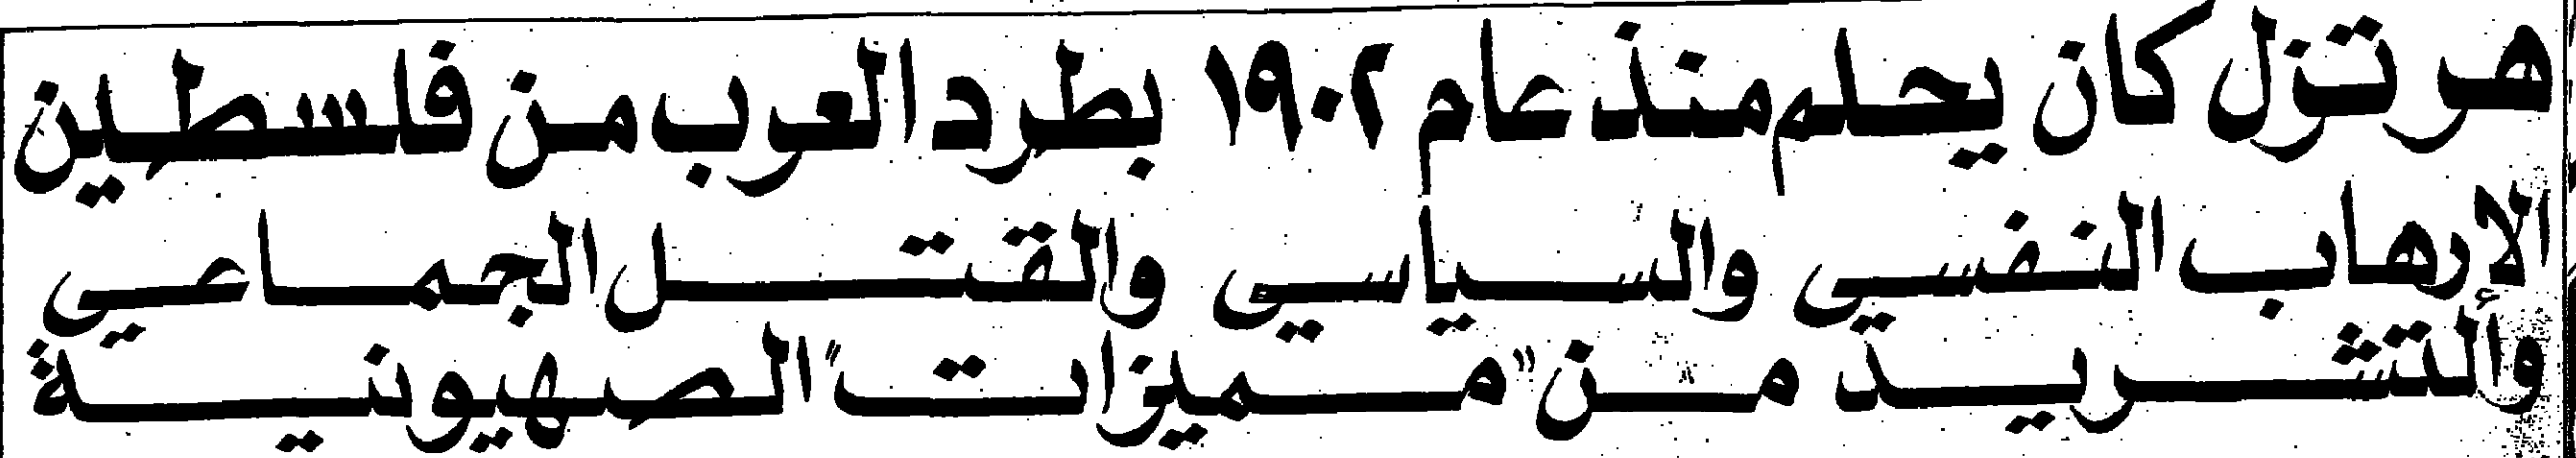 هرتزل كان يحلم منذ عام ١٩٠٢ بطرد العرب من فلسطين
الارهاب النفسي والسياسي والقتل الجماعي
والتشريد من "مميزات" الصهيونية